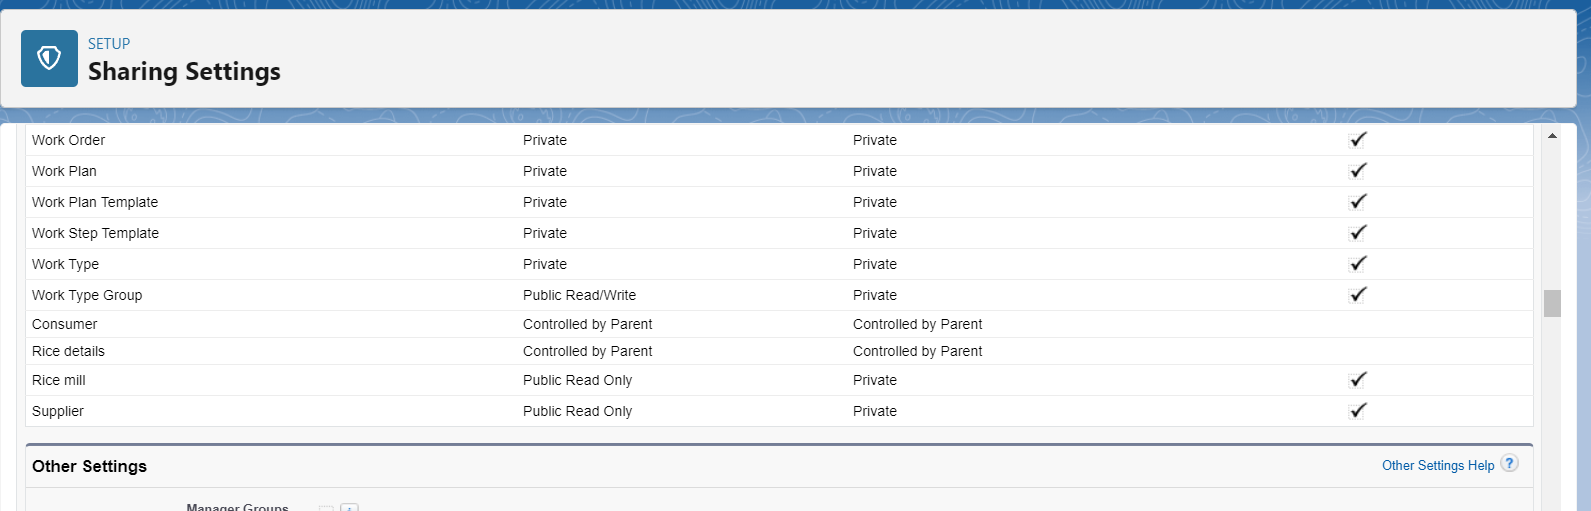 SETUP
Sharing Settings
Work Order Private Private
Work Plan Private Private
Work Plan Template Private Private
Work Step Template Private Private
Work Type Private Private
Work Type Group Public Read/Write Private
Consumer Controlled by Parent Controlled by Parent
Rice details Controlled by Parent Controlled by Parent
Rice mill Public Read Only Private
Supplier Public Read Only Private
Other Settings Other Settings Help ?
Manager Groups i